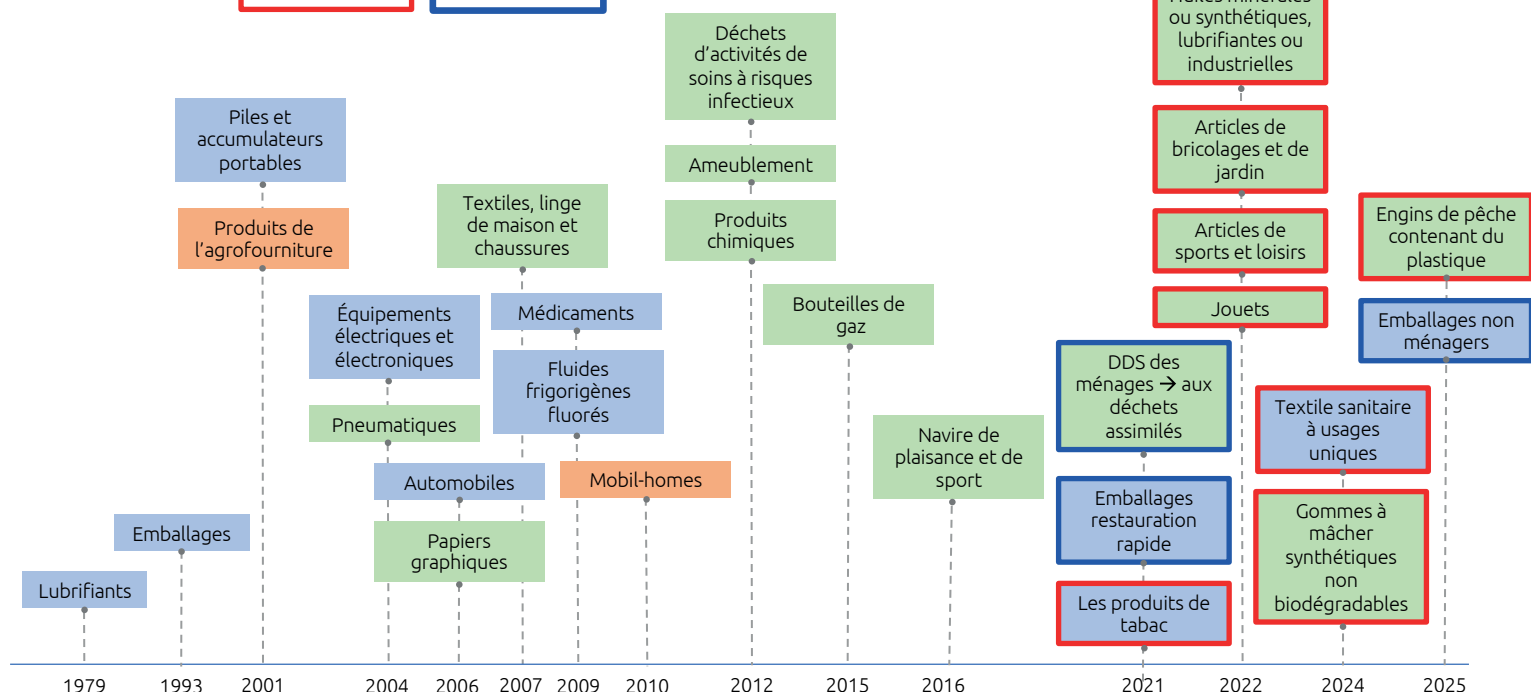 Déchets
d’activités de
soins à risques
infectieux
ou synthétiques,
lubrifiantes ou
industrielles
Piles et
accumulateurs
portables
Articles de
bricolages et de
jardin
Ameublement
Textiles, linge
de maison et
chaussures
Produits de
l’agrofourniture
Produits
chimiques
Articles de
sports et loisirs
Engins de pêche
contenant du
plastique
Équipements
électriques et
électroniques
Médicaments
Bouteilles de
gaz
Jouets
Emballages non
ménagers
Fluides
frigorigènes
fluorés
DDS des
ménages → aux
déchets
assimilés
Pneumatiques
Textile sanitaire
à usages
uniques
Navire de
plaisance et de
sport
Automobiles
Mobil-homes
Emballages
restauration
rapide
Gommes à
mâcher
synthétiques
non
biodégradables
Emballages
Papiers
graphiques
Lubrifiants
Les produits de
tabac
1979 1993 2001 2004 2006 2007 2009 2010 2012 2015 2016 2021 2022 2024 2025